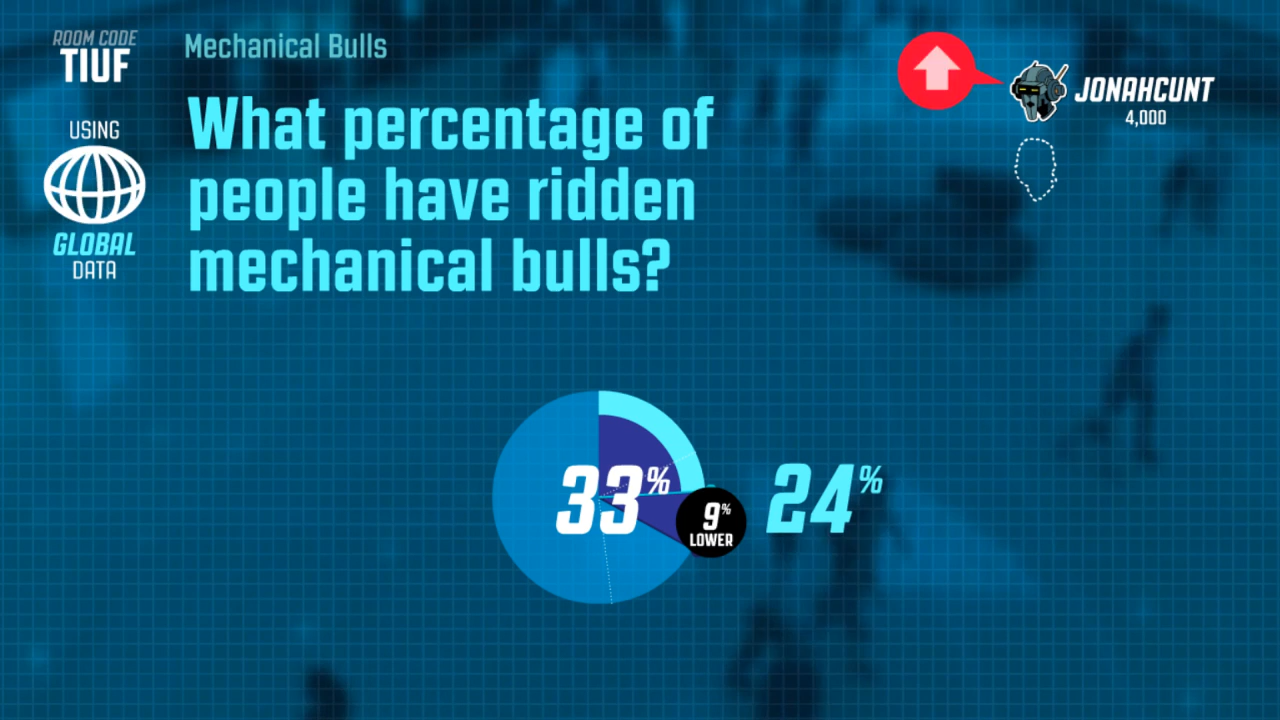 ROOM CODE
TIUF
USING
GLOBAL
DATA
Mechanical Bulls
What percentage of
people have ridden
mechanical bulls?
JONAHCUNT
4,000
33%
9%
LOWER
24%